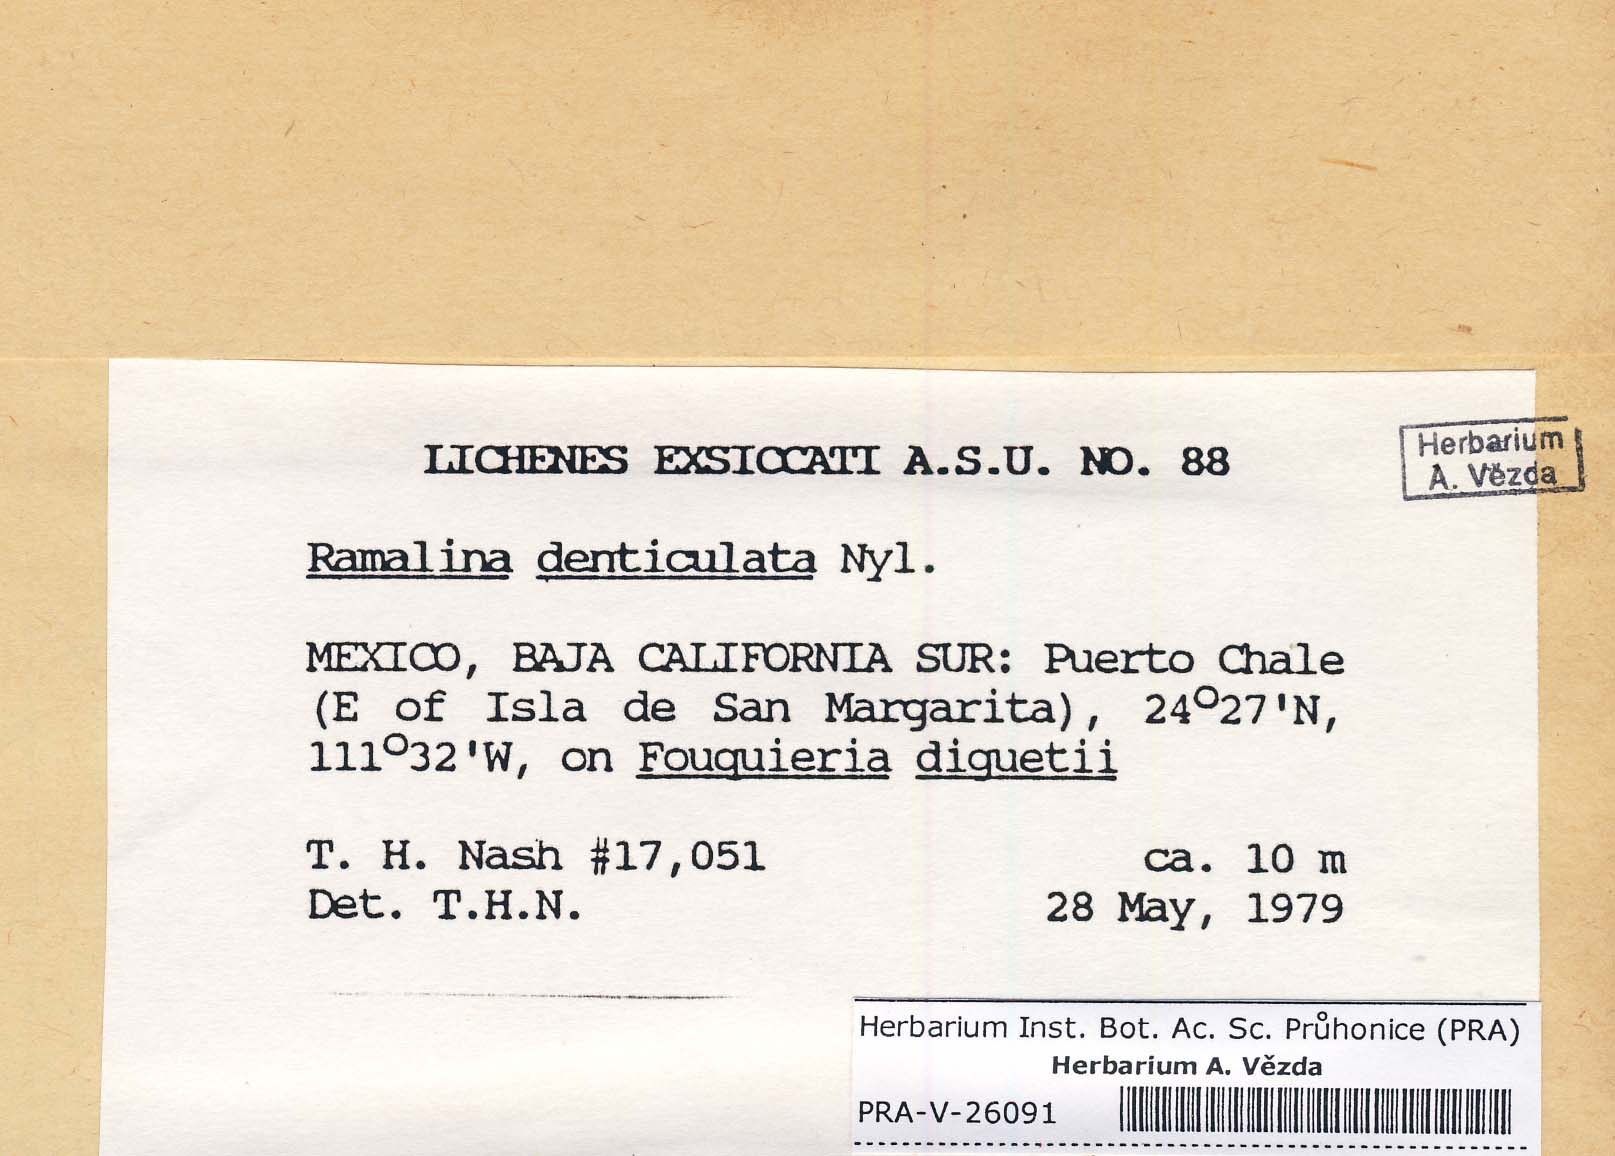 LICHENES EXSICCATI A.S.U. NO. 88
Herbarium
A. Vězda
Ramalina denticulata Nyl.
MEXICO, BAJA CALIFORNIA SUR: Puerto Chale
(E of Isla de San Margarita), 24°27'N,
111°32'W, on Fouquieria diguetii
T. H. Nash #17,051 ca. 10 m
Det. T.H.N. 28 May, 1979
Herbarium Inst. Bot. Ac. Sc. Průhonice (PRA)
Herbarium A. Vězda
PRA-V-26091